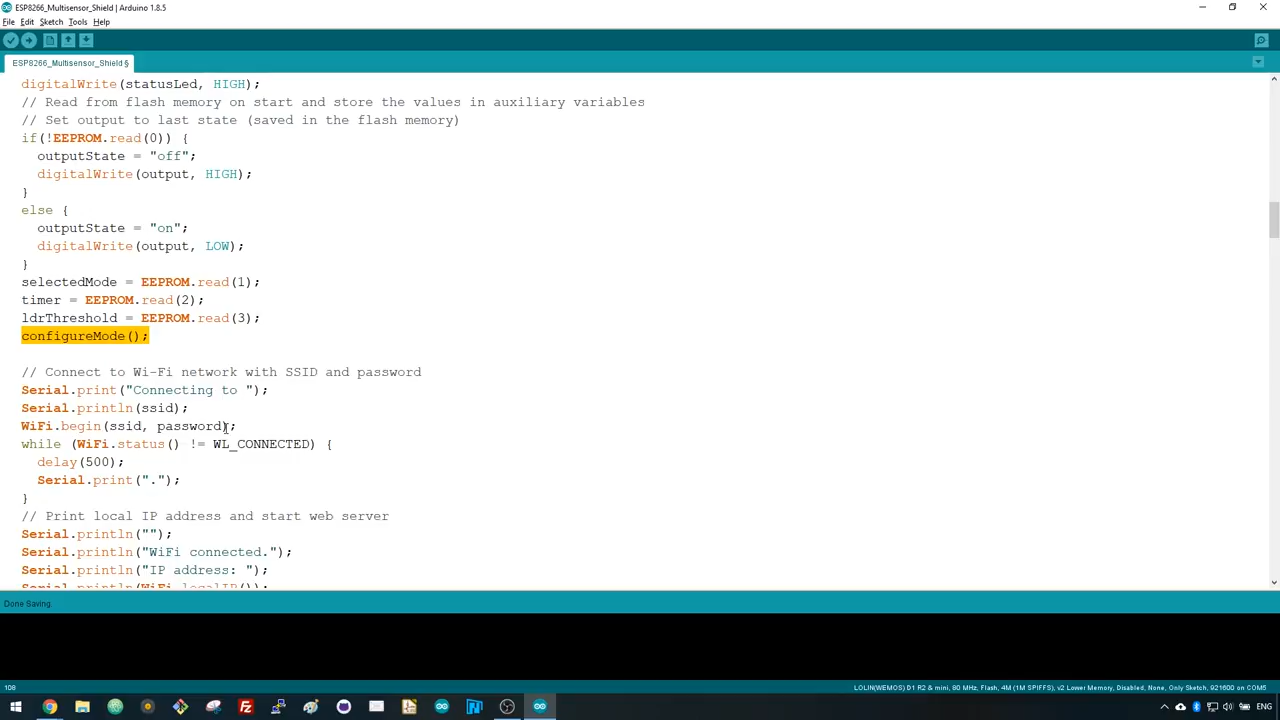 ESP8266_Multisensor_Shield | Arduino 1.8.5
File Edit Sketch Tools Help
ESP8266_Multisensor_Shield §
digitalWrite(statusLed, HIGH);
// Read from flash memory on start and store the values in auxiliary variables
// Set output to last state (saved in the flash memory)
if(!EEPROM.read(0)) {
outputState = "off";
digitalWrite(output, HIGH);
}
else {
outputState = "on";
digitalWrite(output, LOW);
}
selectedMode = EEPROM.read(1);
timer = EEPROM.read(2);
ldrThreshold = EEPROM.read(3);
configureMode();
// Connect to Wi-Fi network with SSID and password
Serial.print("Connecting to ");
Serial.println(ssid);
WiFi.begin(ssid, password);
while (WiFi.status() != WL_CONNECTED) {
delay(500);
Serial.print(".");
}
// Print local IP address and start web server
Serial.println("");
Serial.println("WiFi connected.");
Serial.println("IP address: ");
Serial.println(WiFi.localIP());
Done Saving.
108
LOLIN(WEMOS) D1 R2 & mini, 80 MHz, Flash, 4M (1M SPIFFS), v2 Lower Memory, Disabled, None, Only Sketch, 921600 on COM5